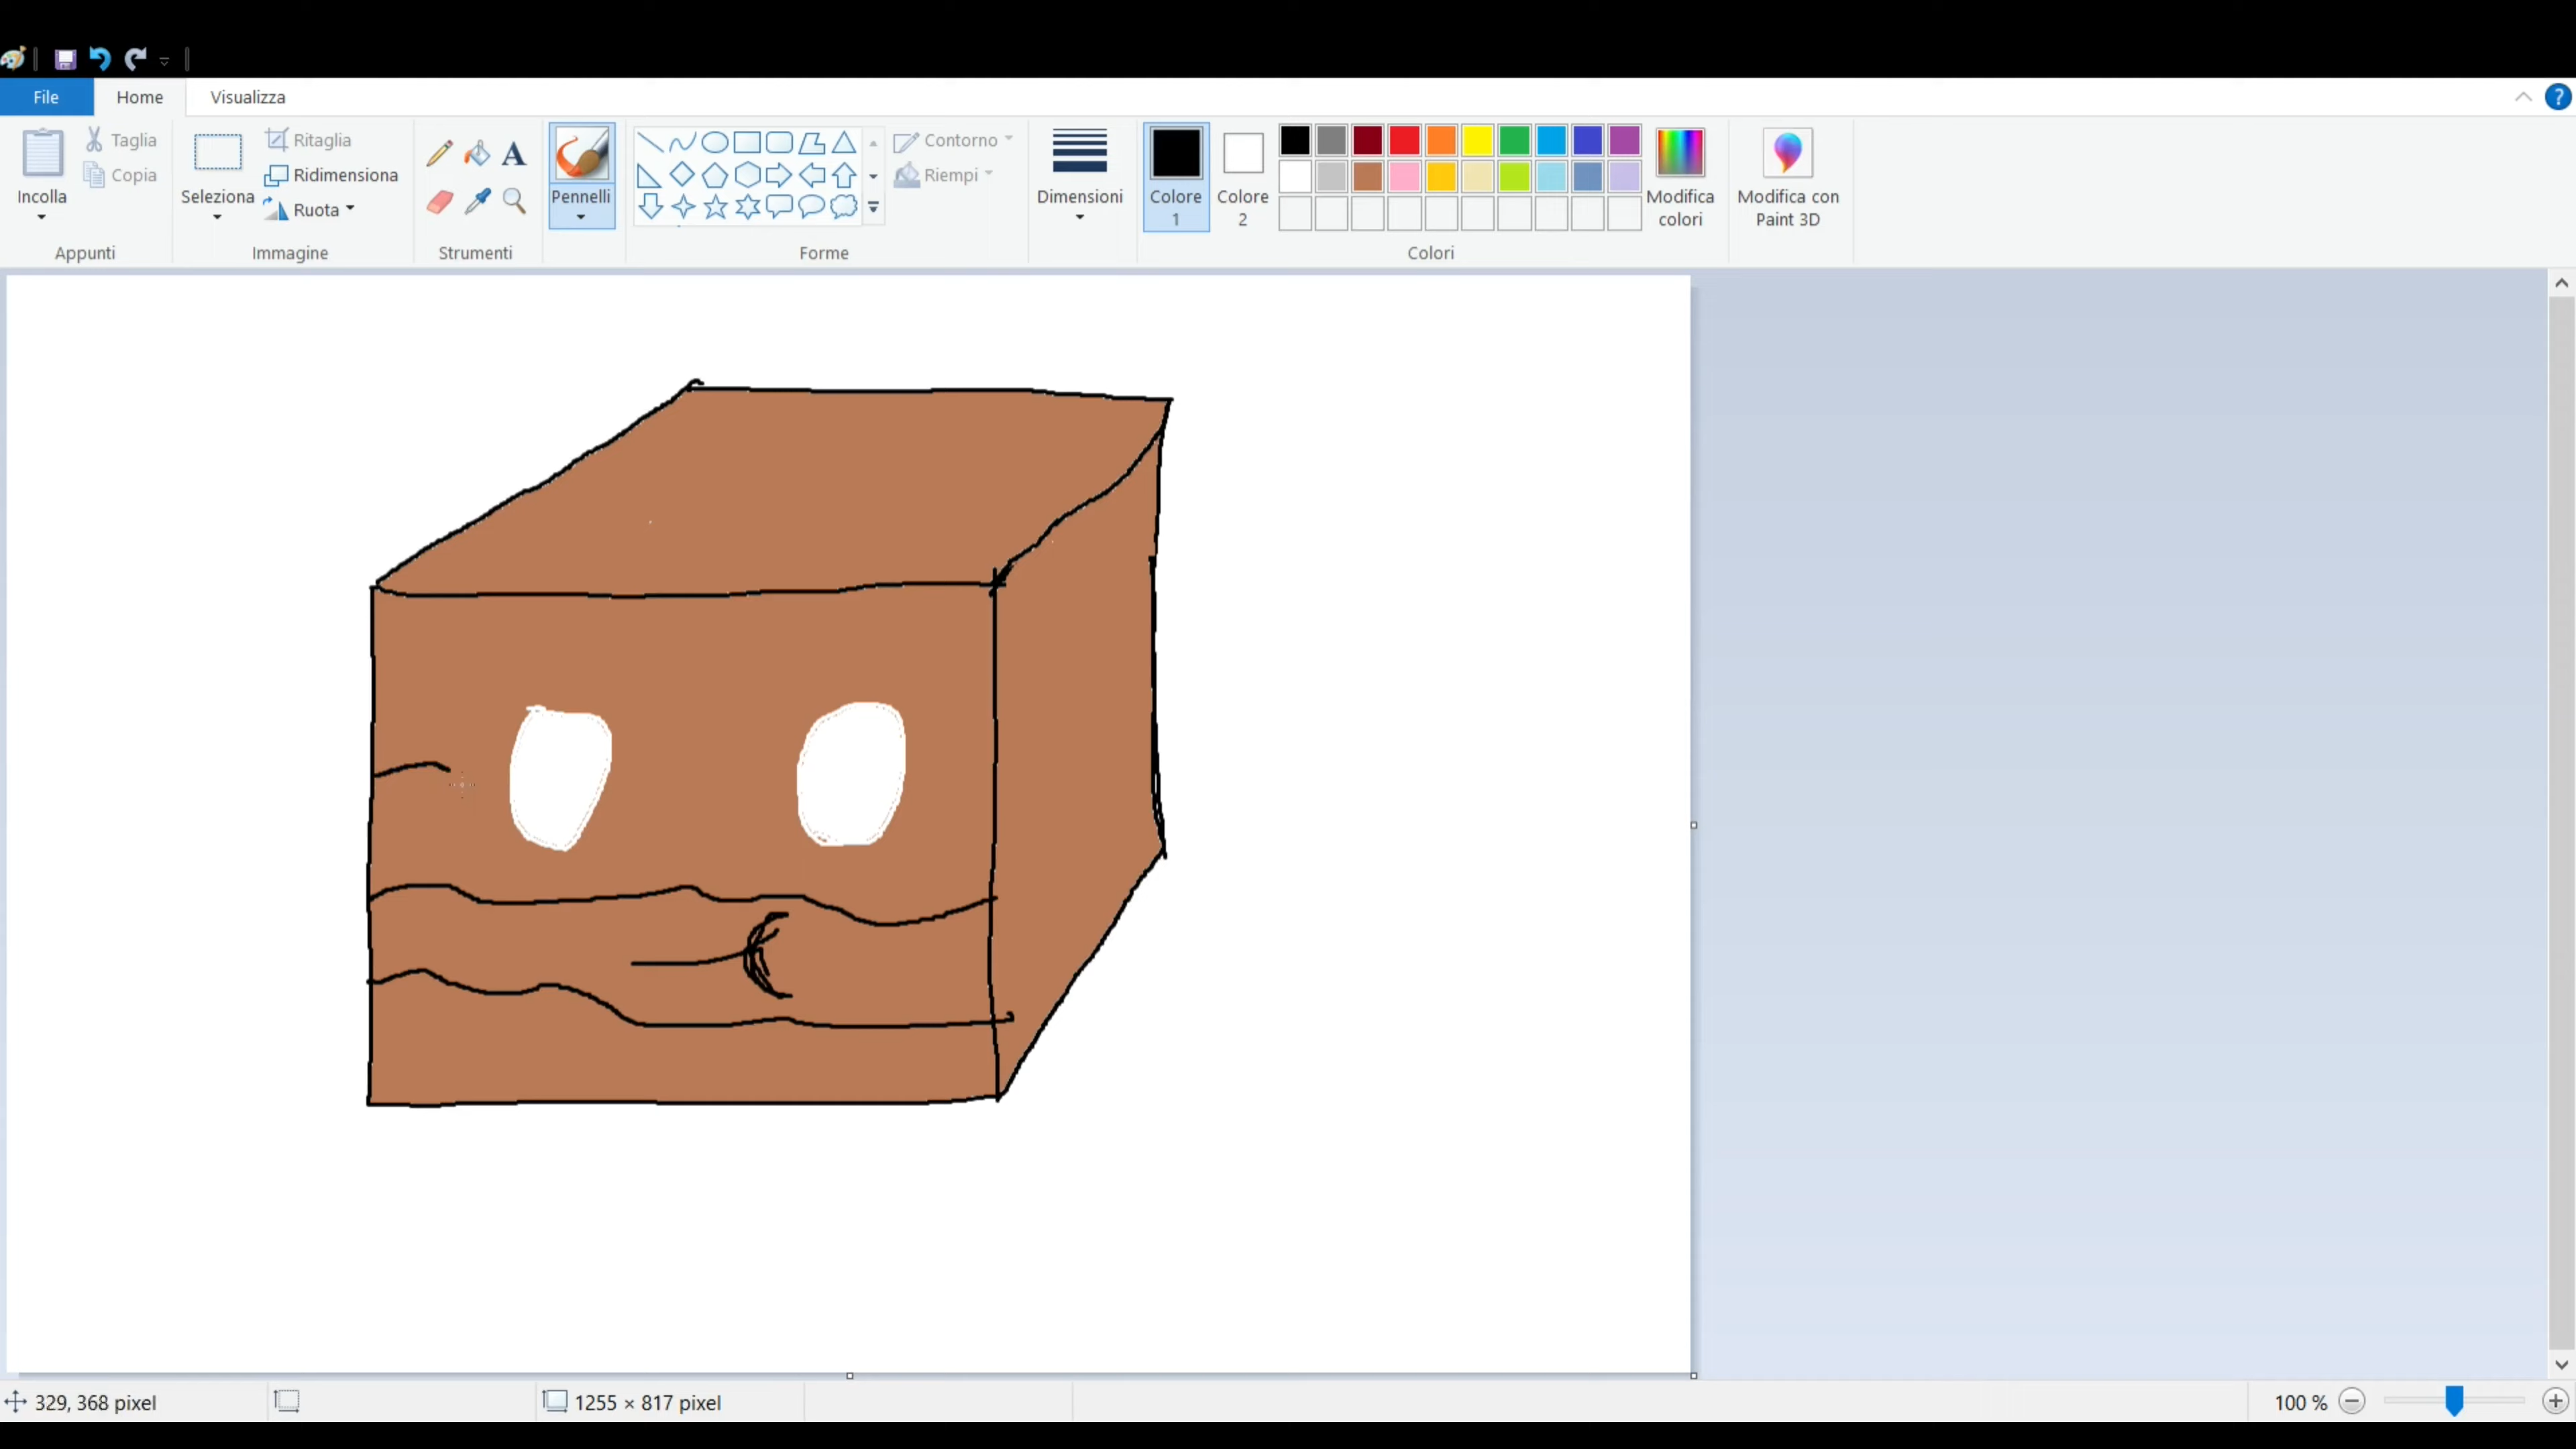 File Home Visualizza
Incolla
Taglia
Copia
Appunti
Seleziona
Ritaglia
Ridimensiona
Ruota
Immagine
A
Strumenti
Pennelli
Contorno
Riempi
Forme
Dimensioni
Colore
1
Colore
2
Modifica
colori
Colori
Modifica con
Paint 3D
?
329, 368 pixel
1255 × 817 pixel
100 %